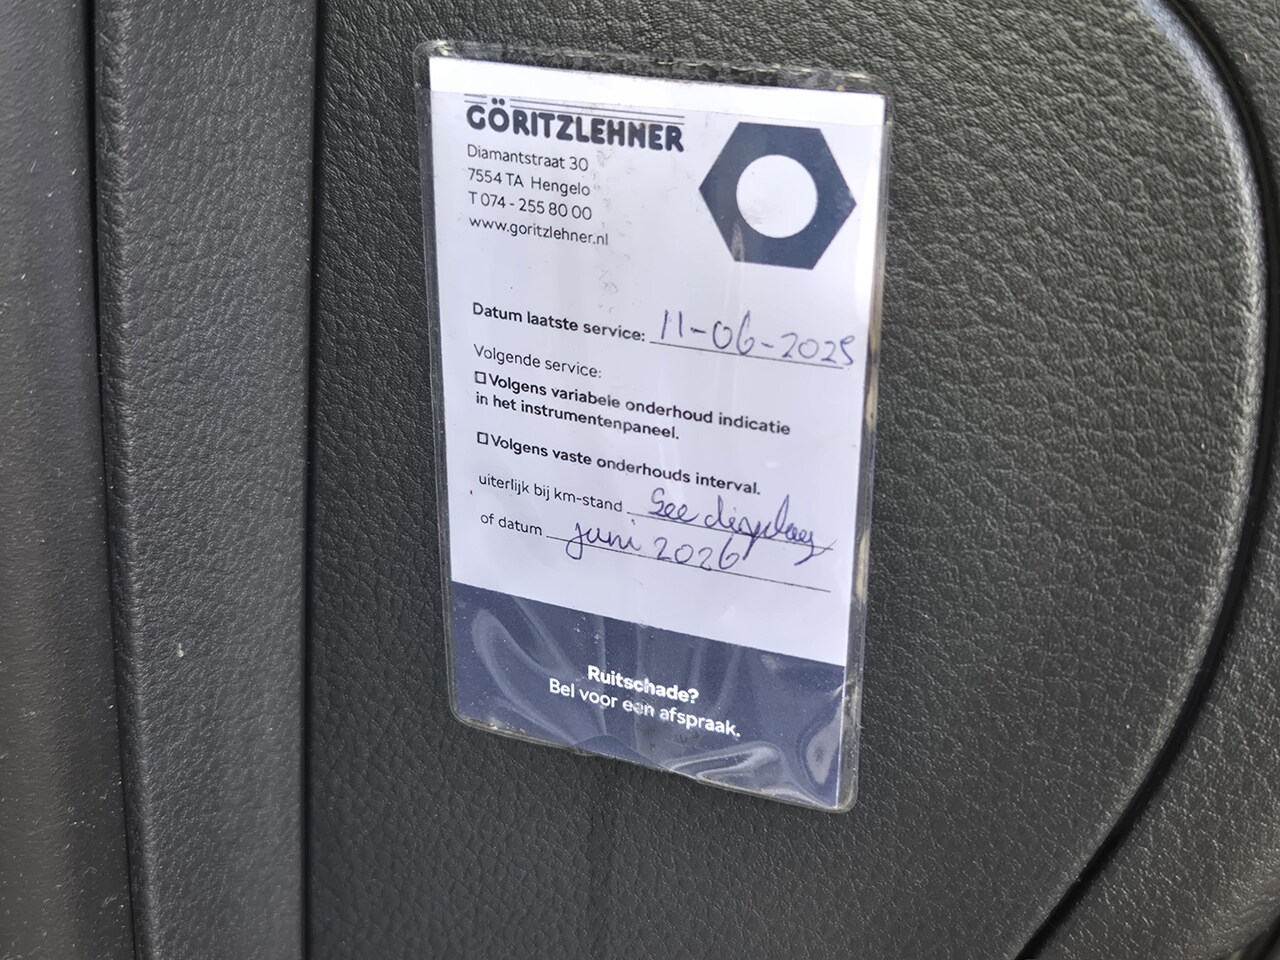 GÖRITZLEHNER
Diamantstraat 30
7554 TA Hengelo
T 074 - 255 80 00
www.goritzlehner.nl
Datum laatste service: 11-06-2025
Volgende service:
☐ Volgens variabele onderhoud indicatie
in het instrumentenpaneel.
☐ Volgens vaste onderhouds interval.
uiterlijk bij km-stand See display
of datum juni 2026
Ruitschade?
Bel voor een afspraak.